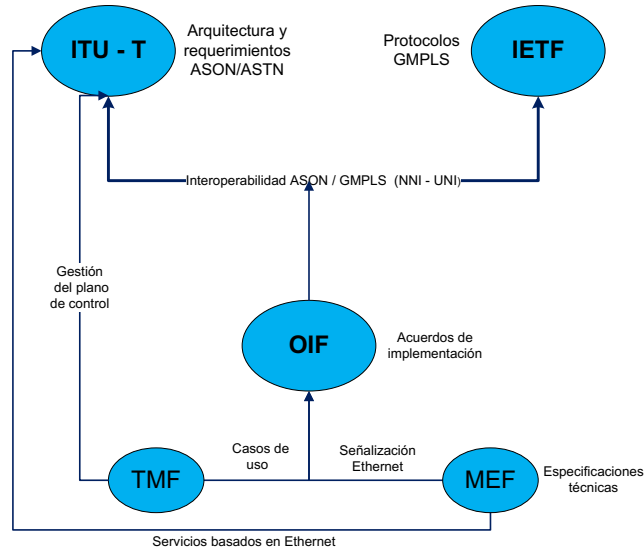 ITU - T
Arquitectura y
requerimientos
ASON/ASTN
Protocolos
GMPLS
IETF
Interoperabilidad ASON / GMPLS (NNI - UNI)
Gestión
del plano
de control
OIF
Acuerdos de
implementación
TMF
Casos de
uso
Señalización
Ethernet
MEF
Especificaciones
técnicas
Servicios basados en Ethernet